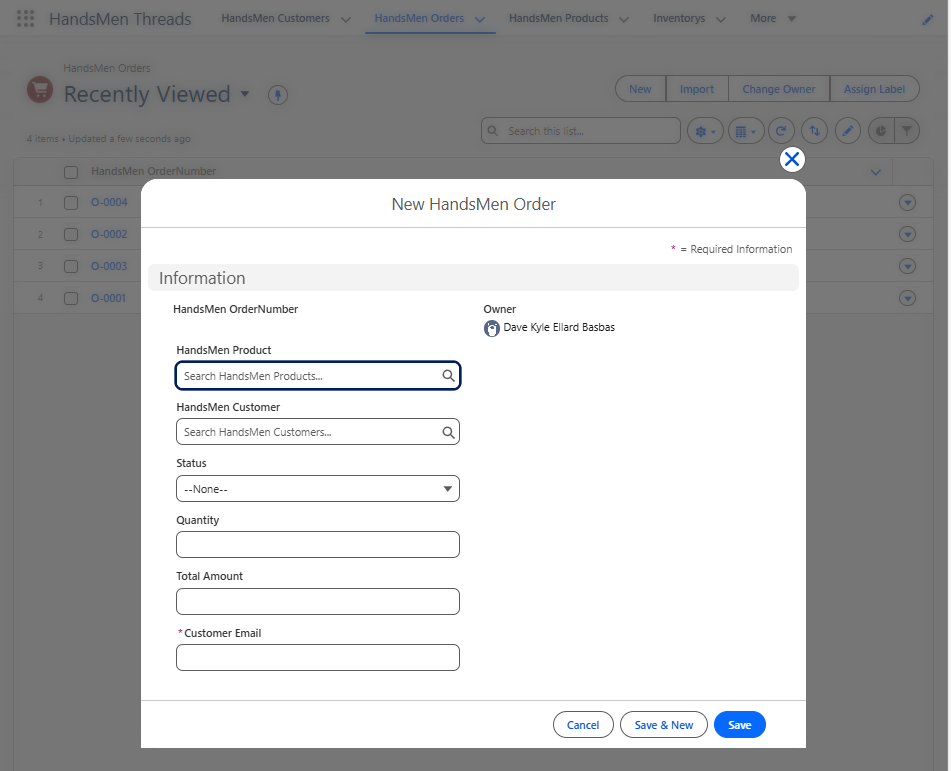 HandsMen Threads HandsMen Customers HandsMen Orders HandsMen Products Inventorys More
HandsMen Orders
Recently Viewed
New Import Change Owner Assign Label
4 items • Updated a few seconds ago
Search this list...
HandsMen OrderNumber
1 O-0004
2 O-0002
3 O-0003
4 O-0001
New HandsMen Order
* = Required Information
Information
HandsMen OrderNumber
Owner
Dave Kyle Ellard Basbas
HandsMen Product
Search HandsMen Products...
HandsMen Customer
Search HandsMen Customers...
Status
--None--
Quantity
Total Amount
*Customer Email
Cancel Save & New Save